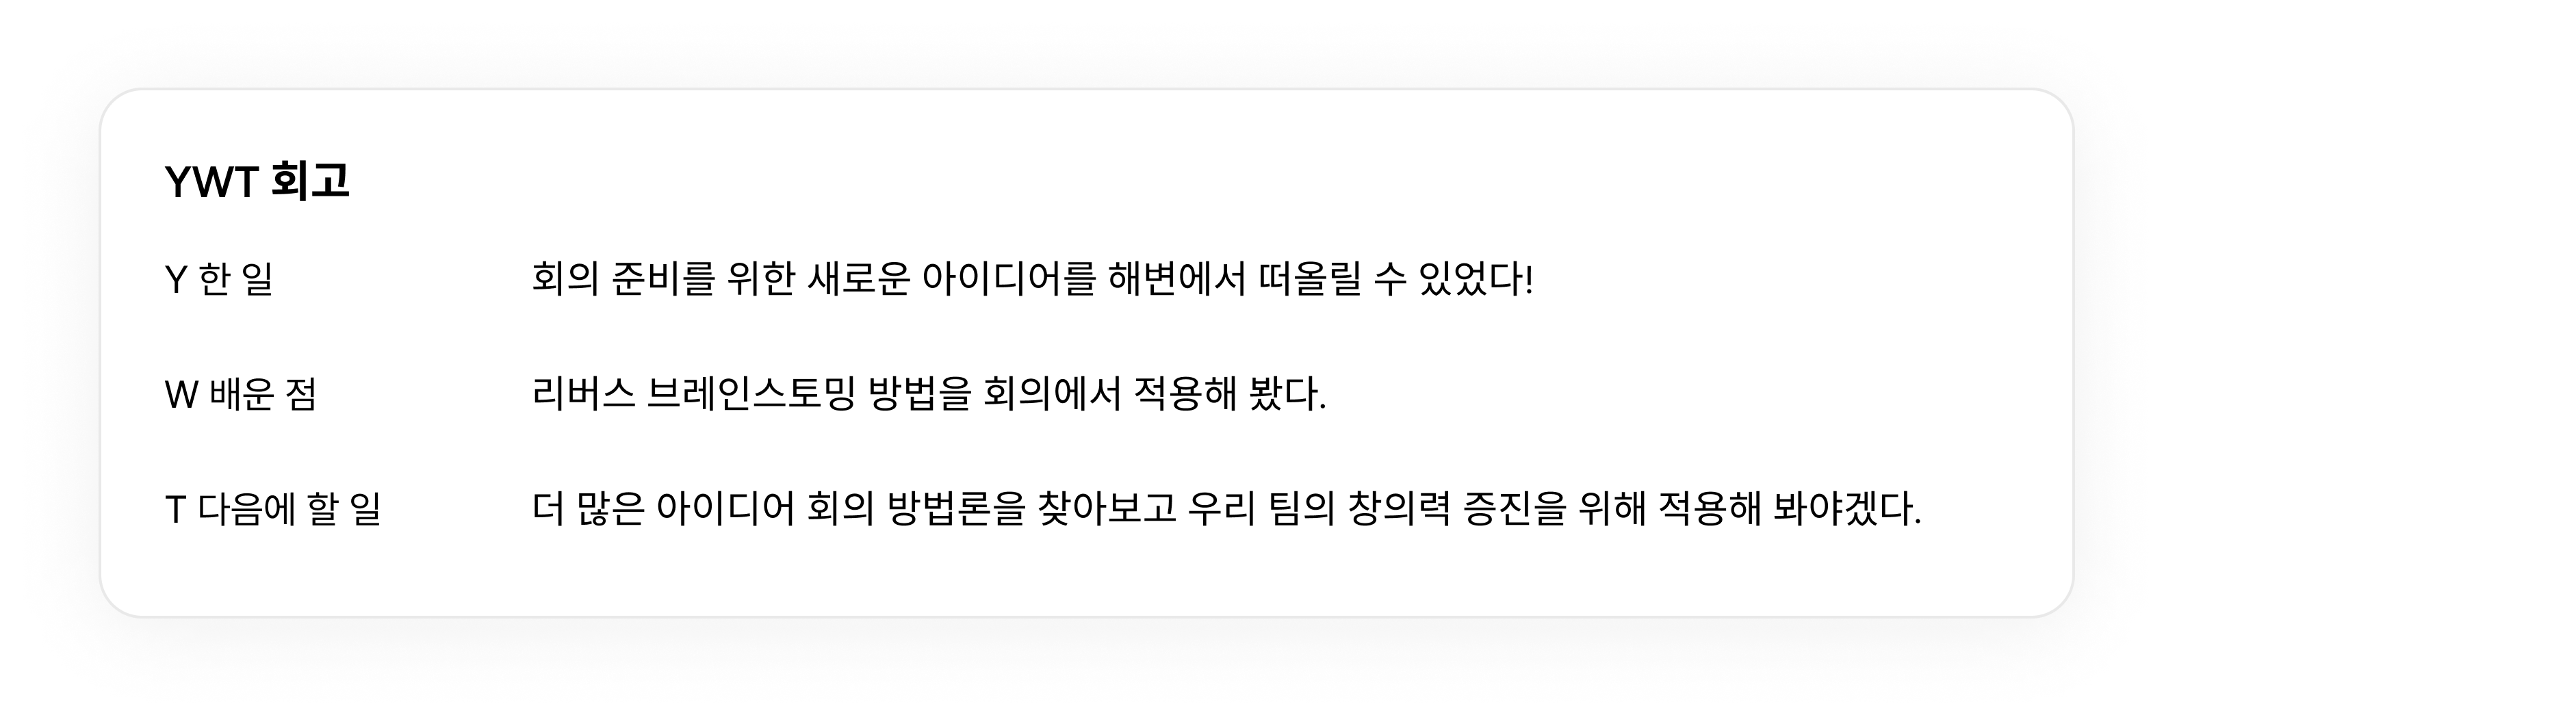 YWT 회고
Y 한 일 회의 준비를 위한 새로운 아이디어를 해변에서 떠올릴 수 있었다!
W 배운 점 리버스 브레인스토밍 방법을 회의에서 적용해 봤다.
T 다음에 할 일 더 많은 아이디어 회의 방법론을 찾아보고 우리 팀의 창의력 증진을 위해 적용해 봐야겠다.